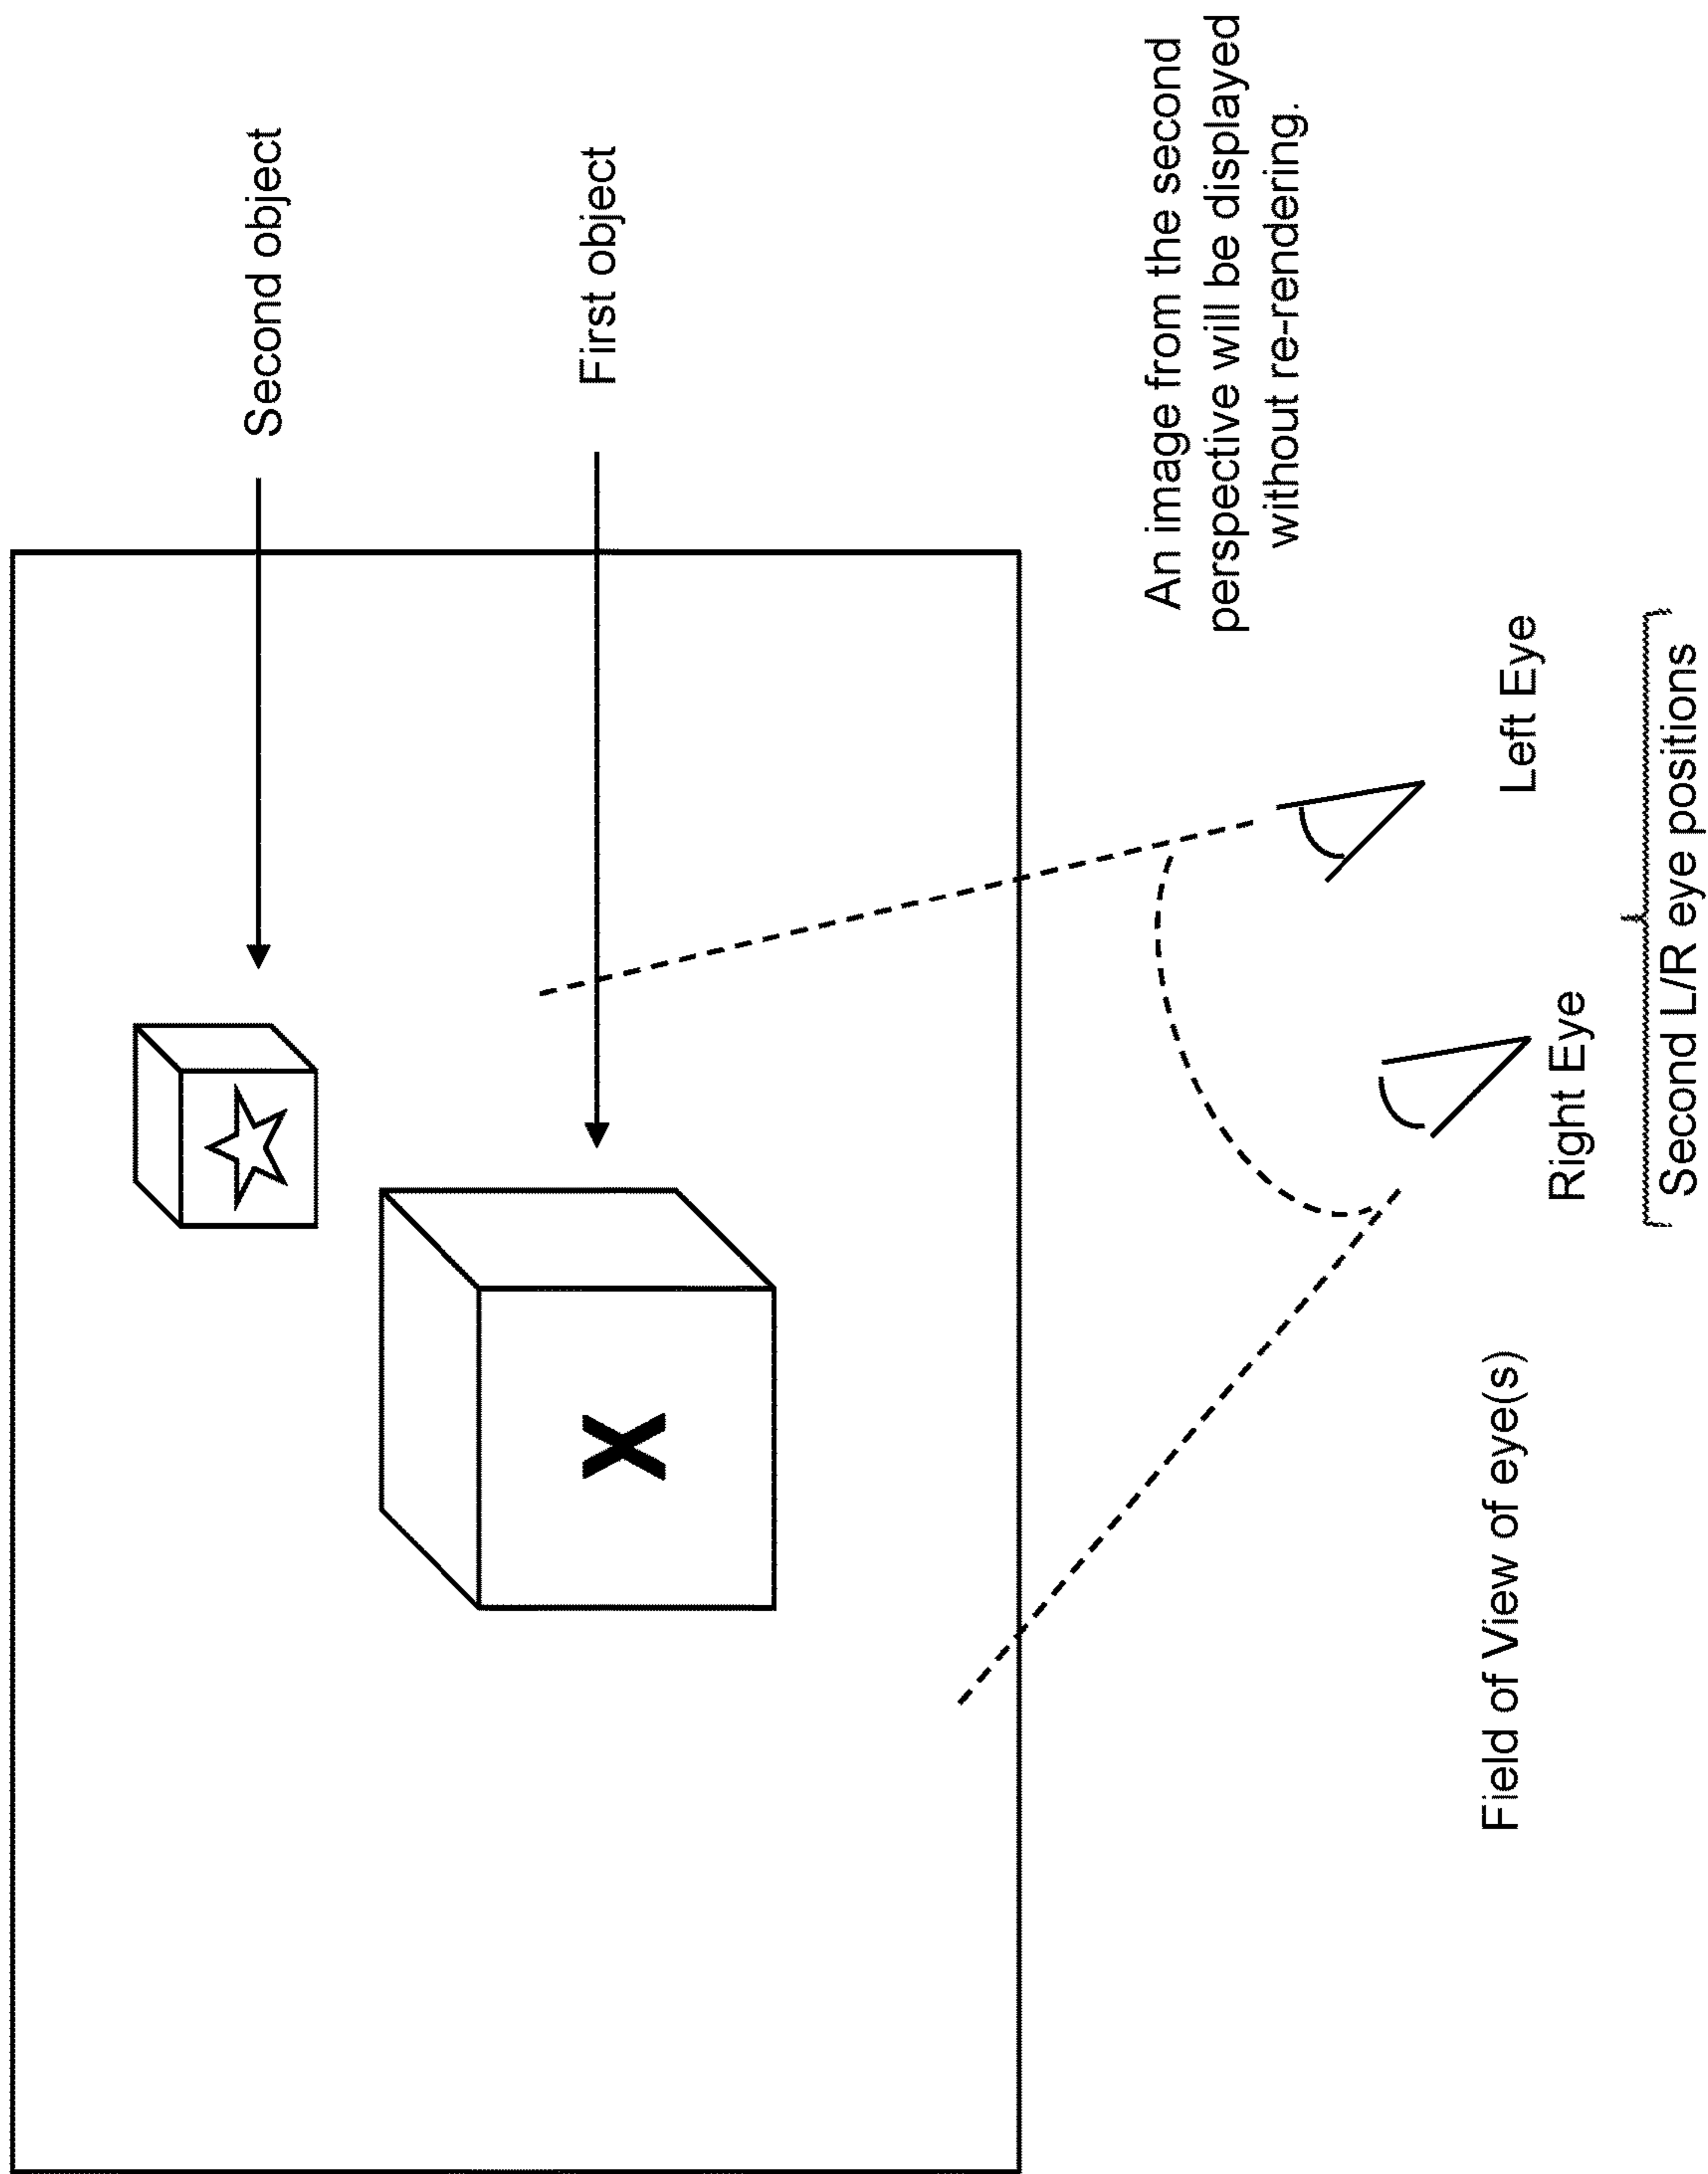 Second object
First object
X
An image from the second
perspective will be displayed
without re-rendering.
Left Eye
Right Eye
Field of View of eye(s)
Second L/R eye positions